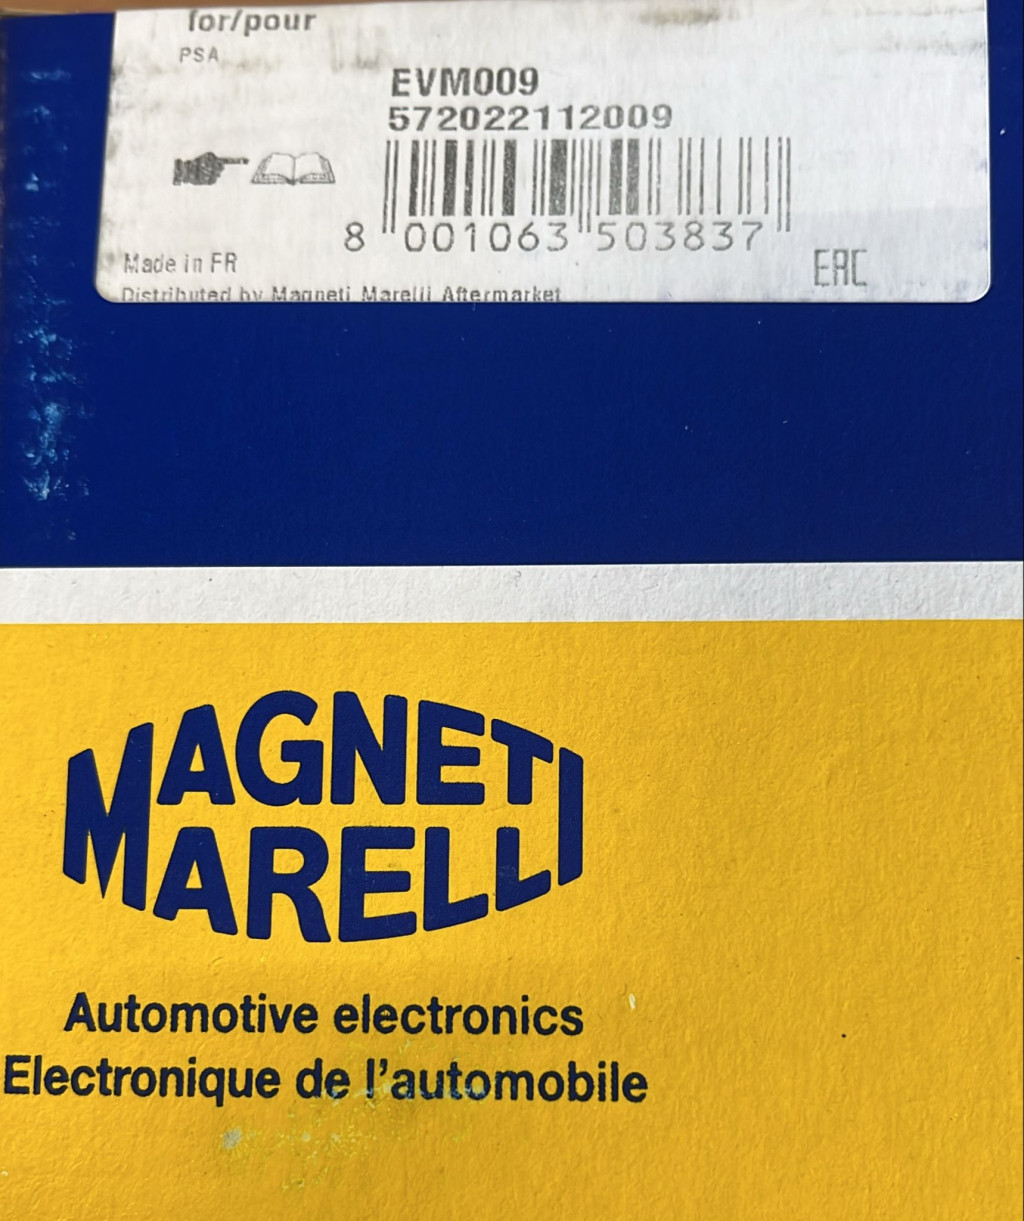 for/pour
PSA
EVM009
572022112009
8 001063 503837
Made in FR
EAC
Distributed by Magneti Marelli Aftermarket
MAGNETI
MARELLI
Automotive electronics
Electronique de l'automobile